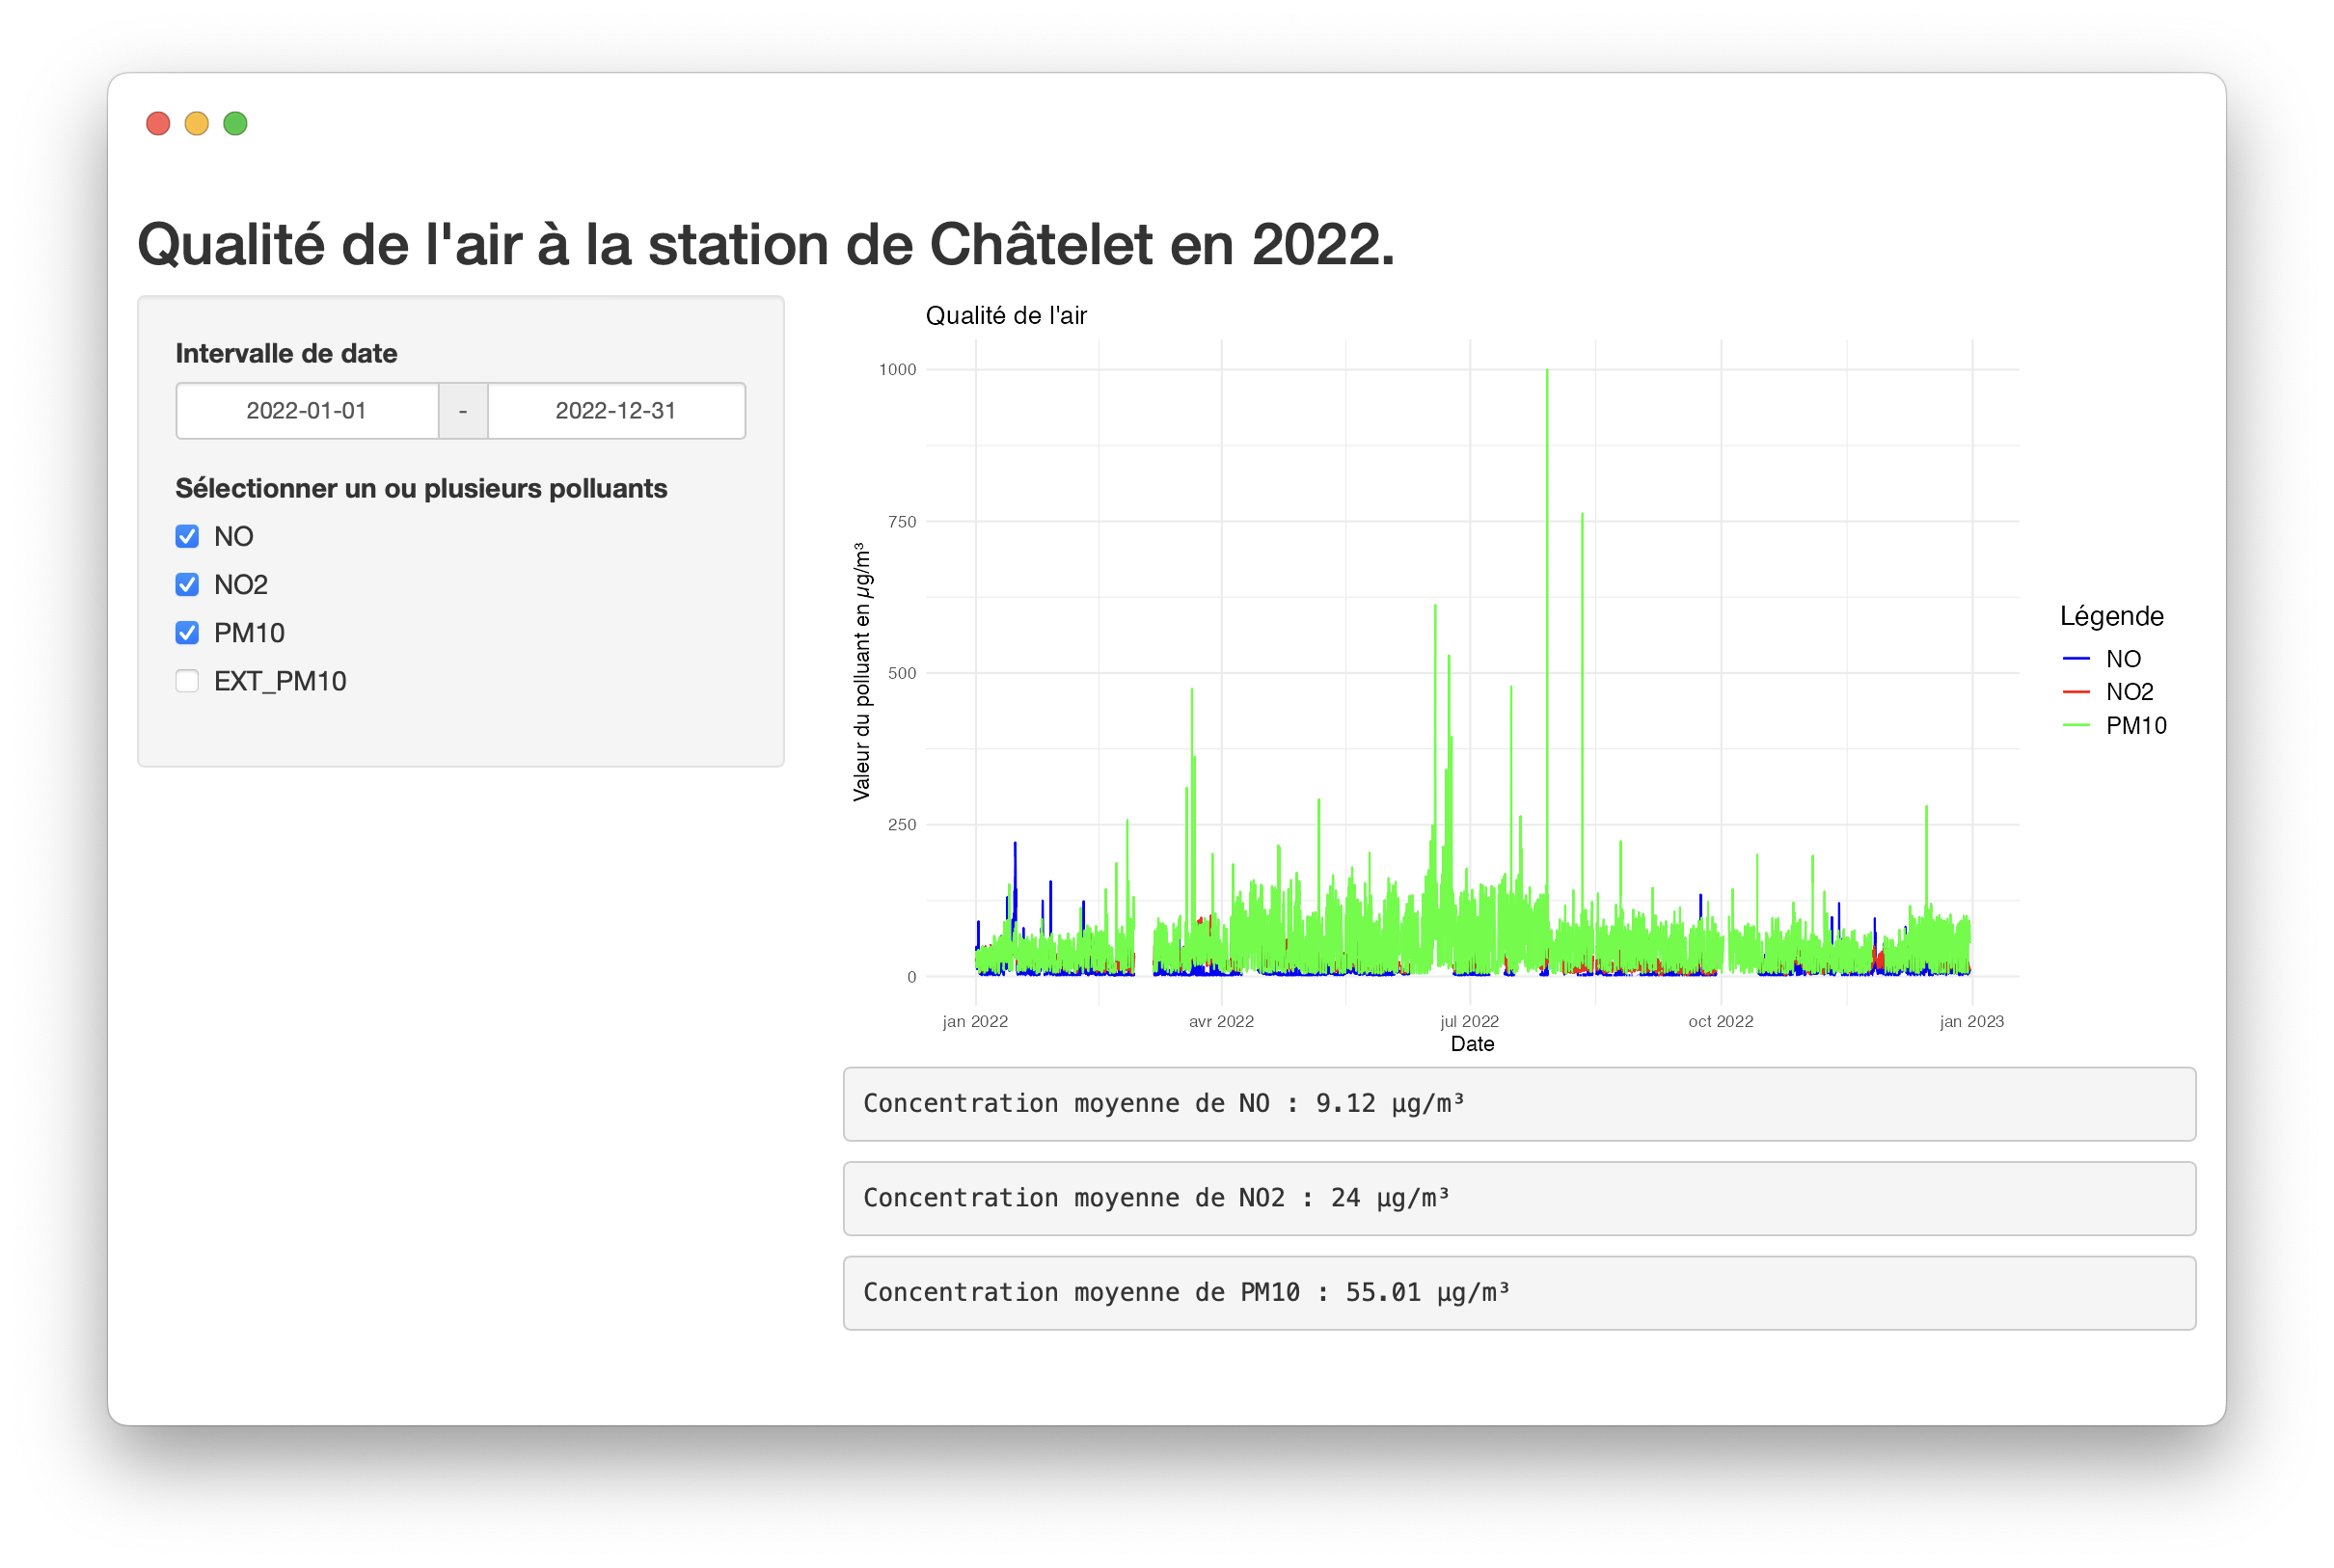 Qualité de l'air à la station de Châtelet en 2022.
Intervalle de date
2022-01-01 - 2022-12-31
Sélectionner un ou plusieurs polluants
NO
NO2
PM10
EXT_PM10
Qualité de l'air
Valeur du polluant en µg/m³
1000
750
500
250
0
jan 2022 avr 2022 jul 2022 oct 2022 jan 2023
Date
Légende
NO
NO2
PM10
Concentration moyenne de NO : 9.12 µg/m³
Concentration moyenne de NO2 : 24 µg/m³
Concentration moyenne de PM10 : 55.01 µg/m³